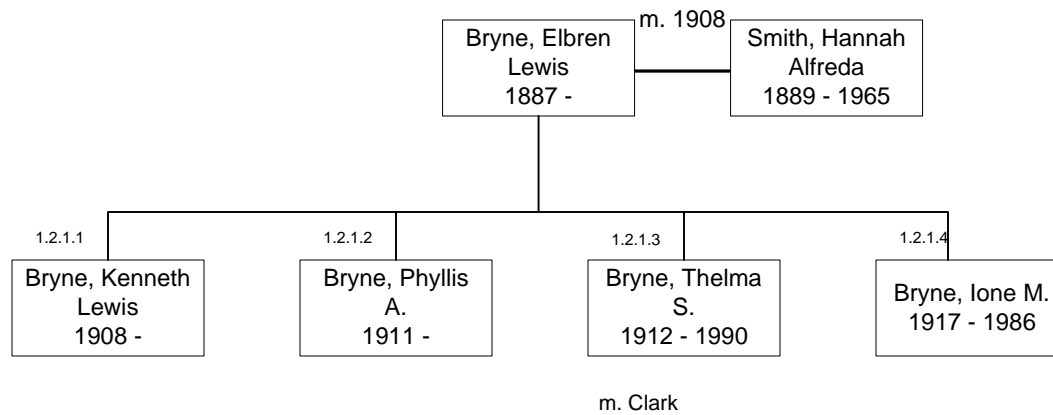 m. 1908
Bryne, Elbren
Lewis
1887 -
Smith, Hannah
Alfreda
1889 - 1965
1.2.1.1
Bryne, Kenneth
Lewis
1908 -
1.2.1.2
Bryne, Phyllis
A.
1911 -
1.2.1.3
Bryne, Thelma
S.
1912 - 1990
1.2.1.4
Bryne, Ione M.
1917 - 1986
m. Clark